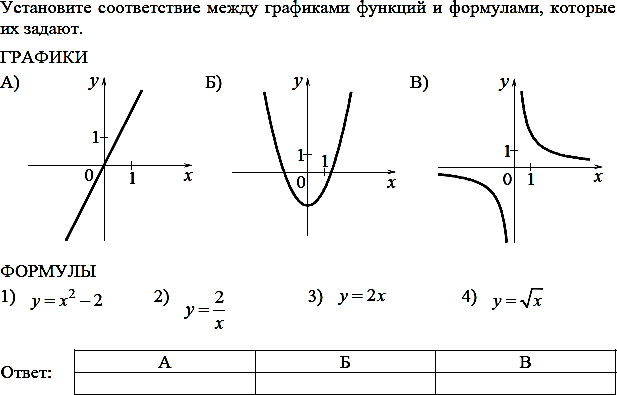 Установите соответствие между графиками функций и формулами, которые
их задают.
ГРАФИКИ
А) y 1 0 1 x Б) y 1 1 0 x В) y 1 0 1 x
ФОРМУЛЫ
1) y = x² − 2 2) y = 2/x 3) y = 2x 4) y = √x
Ответ: А Б В